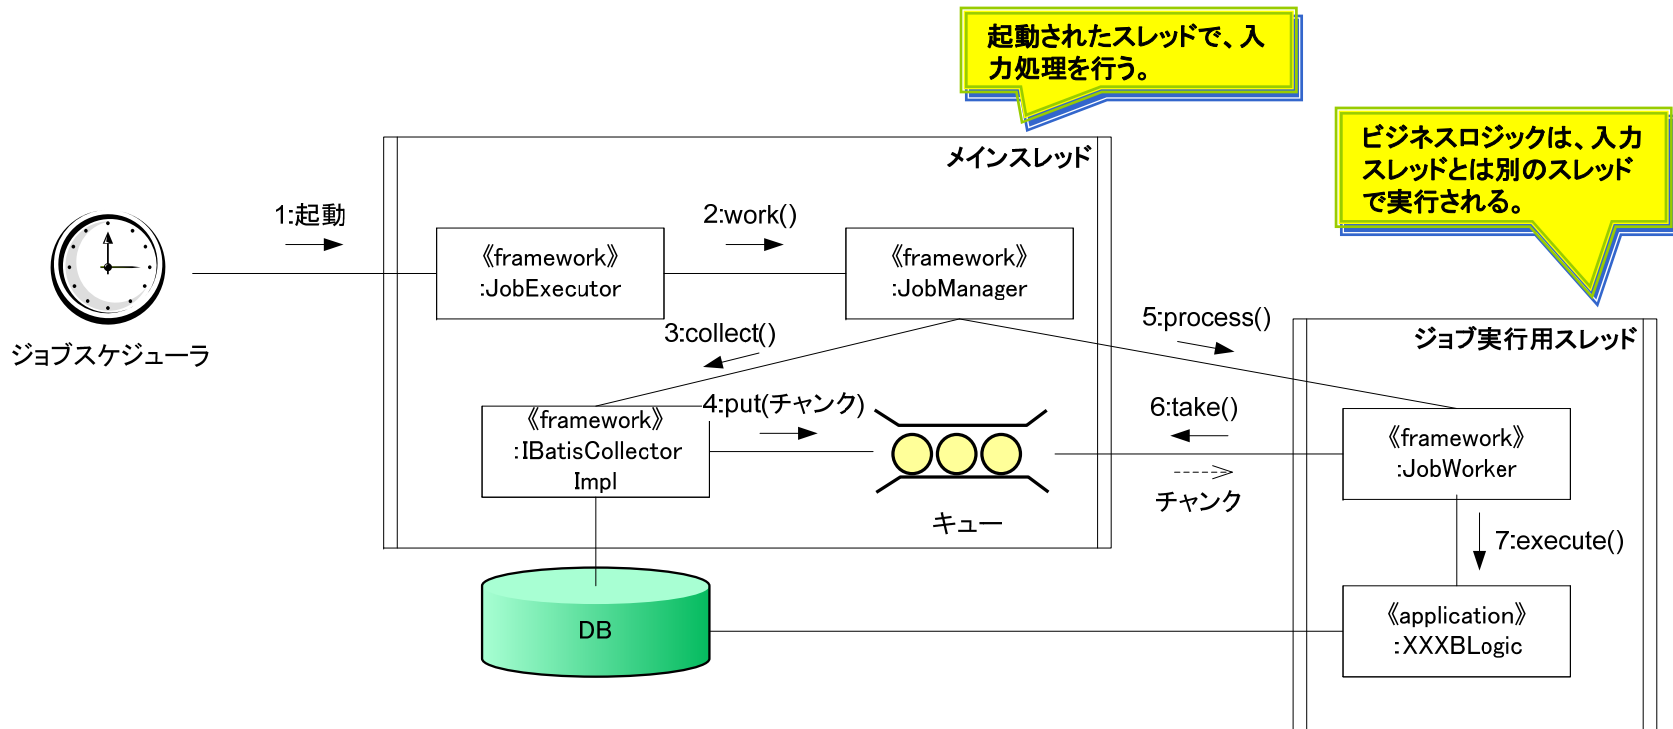 起動されたスレッドで、入
力処理を行う。
ビジネスロジックは、入力
スレッドとは別のスレッド
で実行される。
メインスレッド
1:起動
2:work()
《framework》
:JobExecutor
《framework》
:JobManager
ジョブスケジューラ
3:collect()
5:process()
ジョブ実行用スレッド
4:put(チャンク)
6:take()
《framework》
:IBatisCollector
Impl
《framework》
:JobWorker
チャンク
キュー
7:execute()
DB
《application》
:XXXBLogic